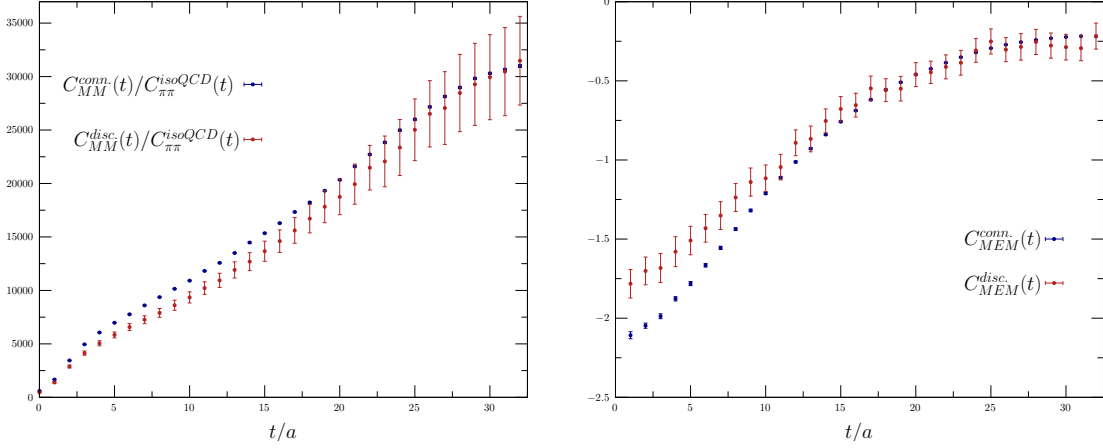 35000
30000
25000
20000
15000
10000
5000
0
0 5 10 15 20 25 30
t/a
C_{MM}^{conn.}(t)/C_{ππ}^{isoQCD}(t)
C_{MM}^{disc.}(t)/C_{ππ}^{isoQCD}(t)
−0
−0.5
−1
−1.5
−2
−2.5
0 5 10 15 20 25 30
t/a
C_{MEM}^{conn.}(t)
C_{MEM}^{disc.}(t)